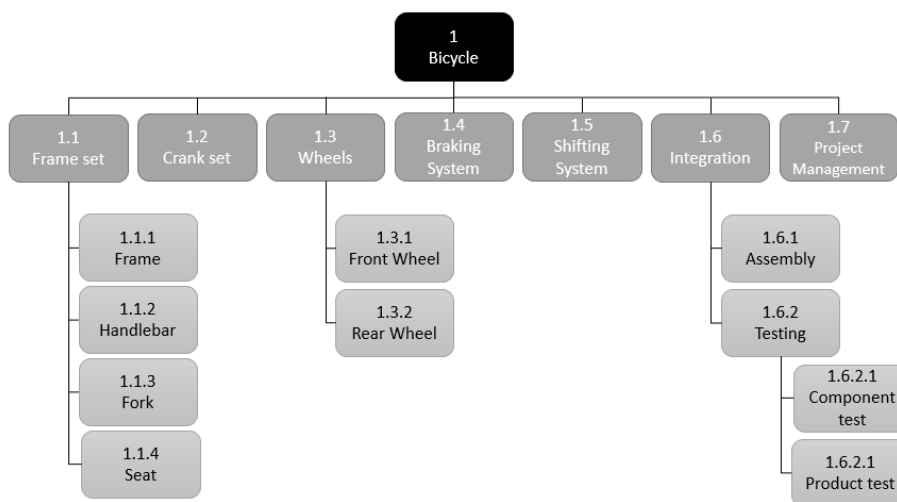 1
Bicycle
1.1
Frame set
1.2
Crank set
1.3
Wheels
1.4
Braking
System
1.5
Shifting
System
1.6
Integration
1.7
Project
Management
1.1.1
Frame
1.1.2
Handlebar
1.1.3
Fork
1.1.4
Seat
1.3.1
Front Wheel
1.3.2
Rear Wheel
1.6.1
Assembly
1.6.2
Testing
1.6.2.1
Component
test
1.6.2.1
Product test